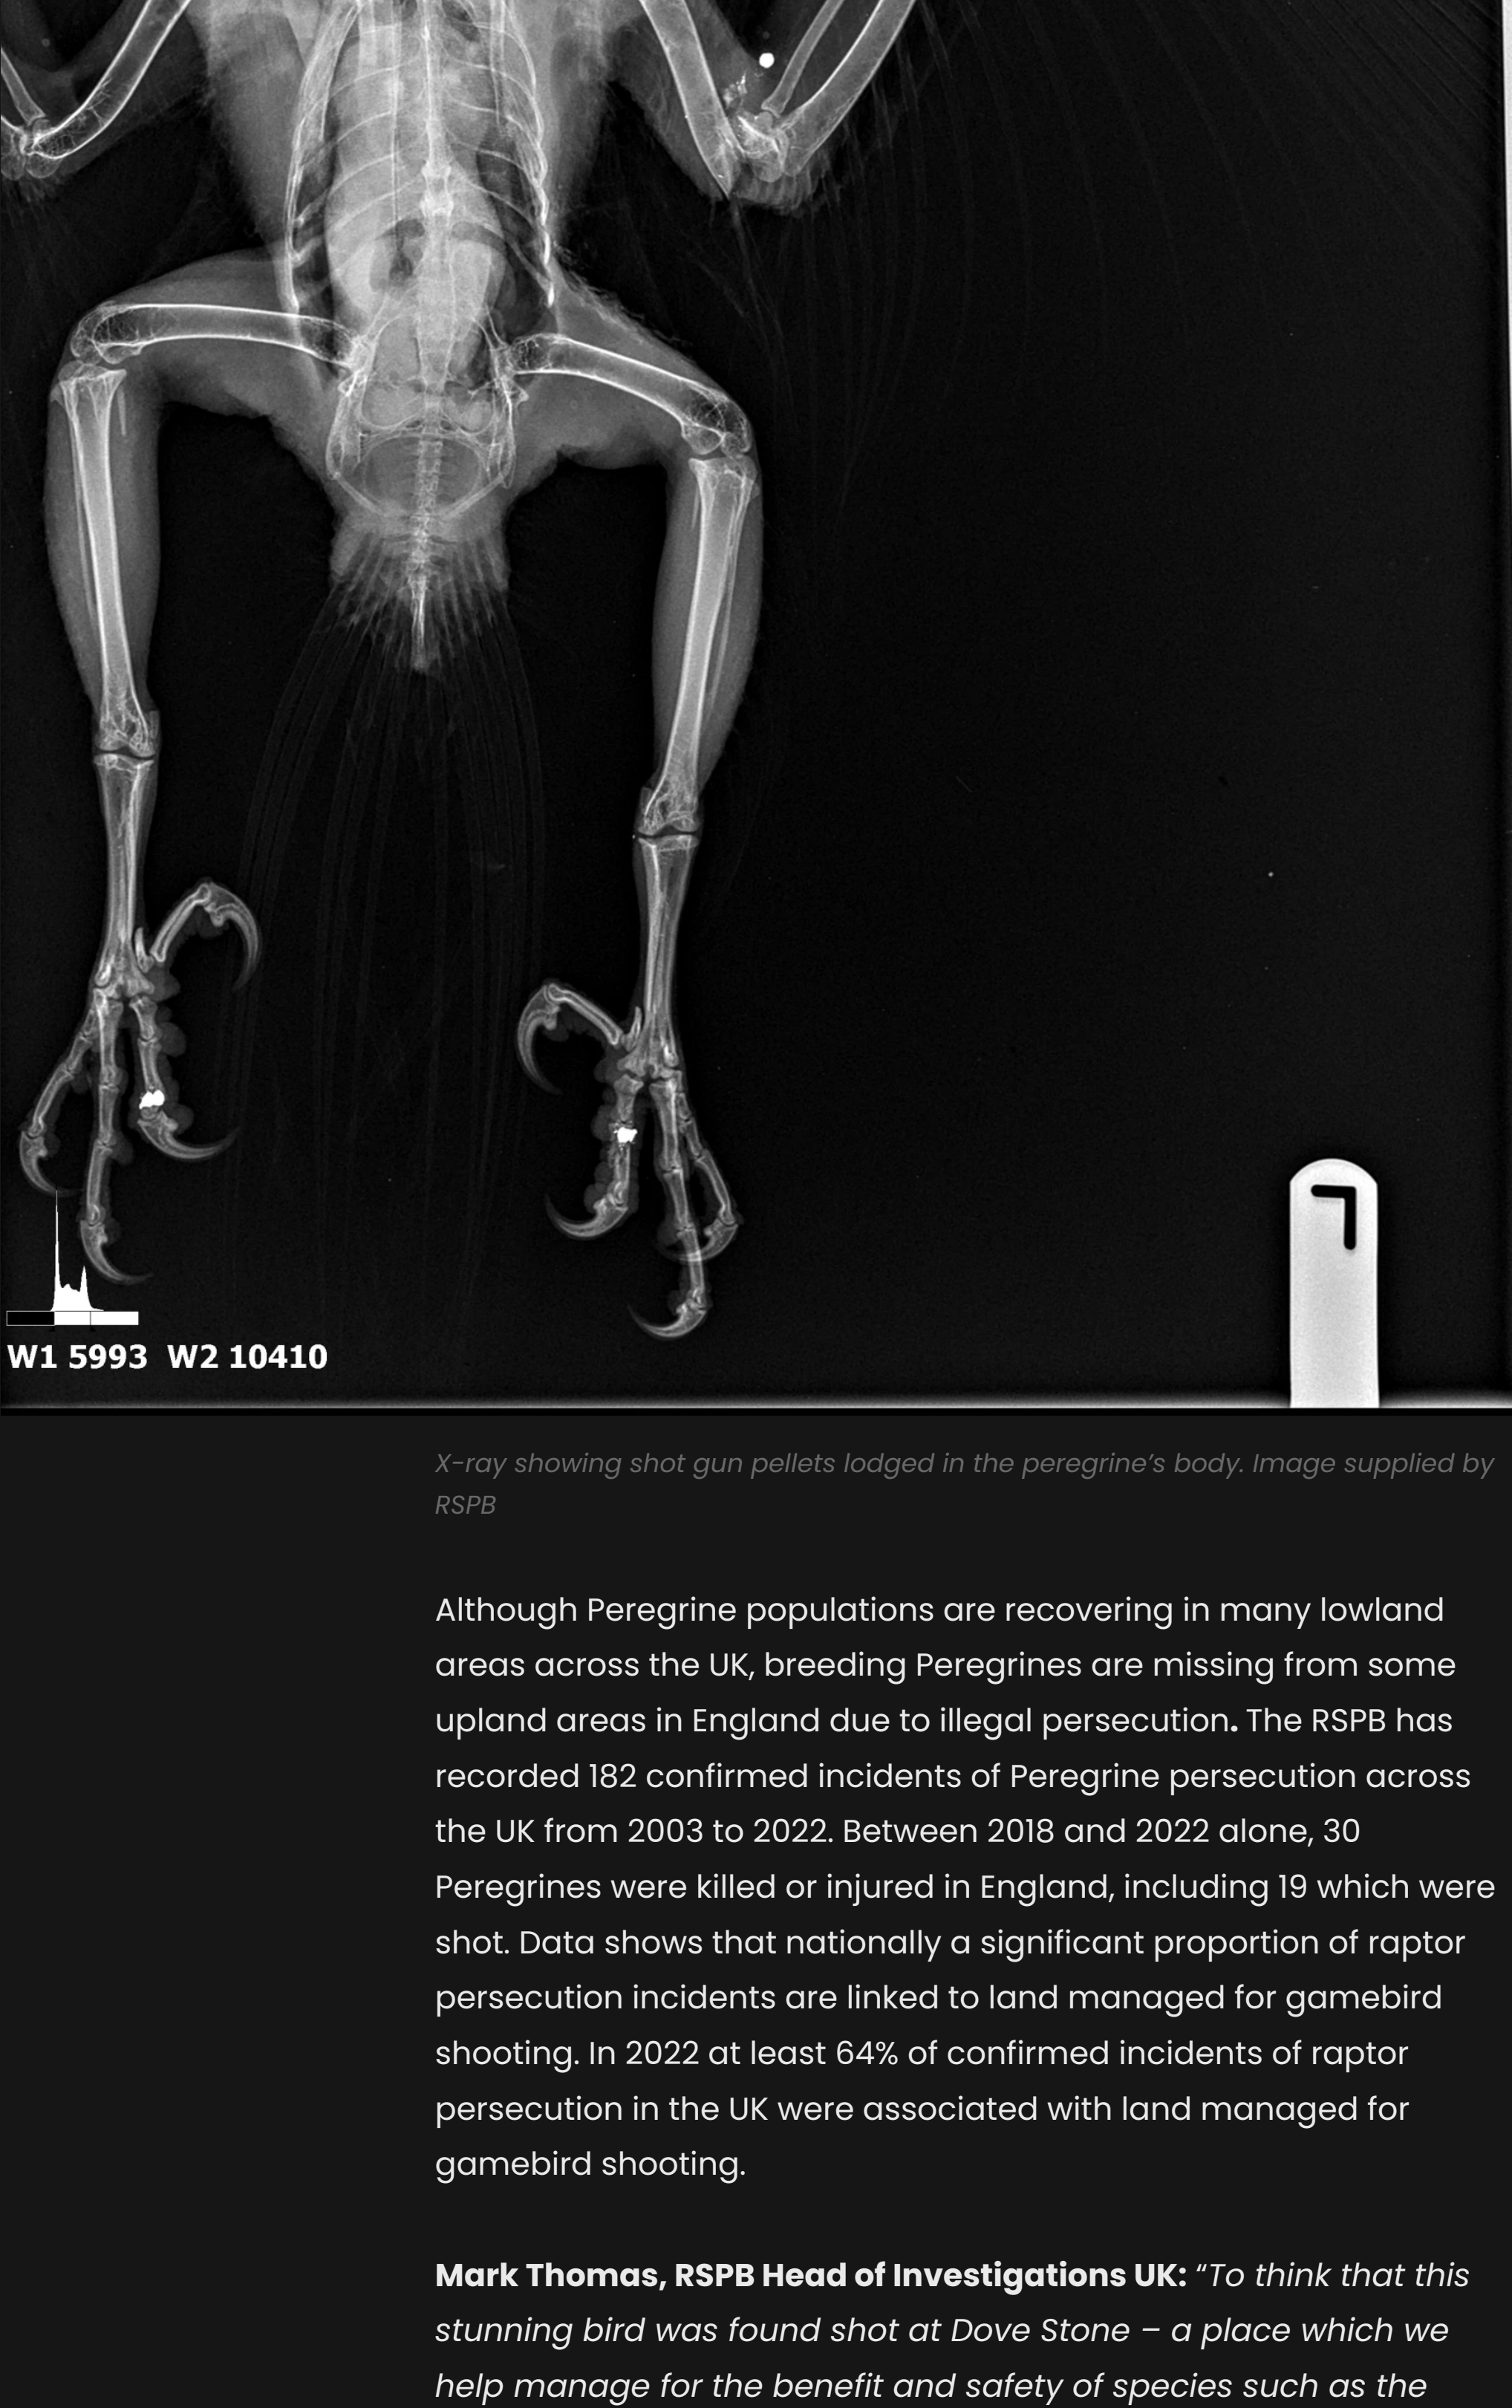 W1 5993 W2 10410
X-ray showing shot gun pellets lodged in the peregrine’s body. Image supplied by
RSPB
Although Peregrine populations are recovering in many lowland
areas across the UK, breeding Peregrines are missing from some
upland areas in England due to illegal persecution. The RSPB has
recorded 182 confirmed incidents of Peregrine persecution across
the UK from 2003 to 2022. Between 2018 and 2022 alone, 30
Peregrines were killed or injured in England, including 19 which were
shot. Data shows that nationally a significant proportion of raptor
persecution incidents are linked to land managed for gamebird
shooting. In 2022 at least 64% of confirmed incidents of raptor
persecution in the UK were associated with land managed for
gamebird shooting.
Mark Thomas, RSPB Head of Investigations UK: “To think that this
stunning bird was found shot at Dove Stone – a place which we
help manage for the benefit and safety of species such as the